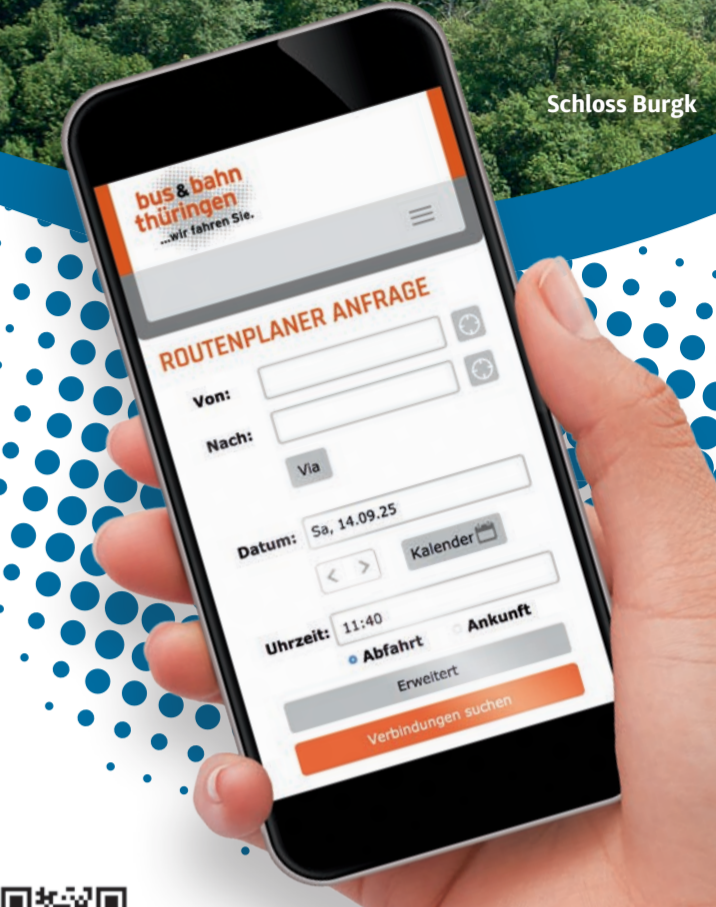 Schloss Burgk
bus & bahn
thüringen
...wir fahren Sie.
ROUTENPLANER ANFRAGE
Von:
Nach:
Via
Datum: Sa, 14.09.25
< > Kalender
Uhrzeit: 11:40
Abfahrt Ankunft
Erweitert
Verbindungen suchen